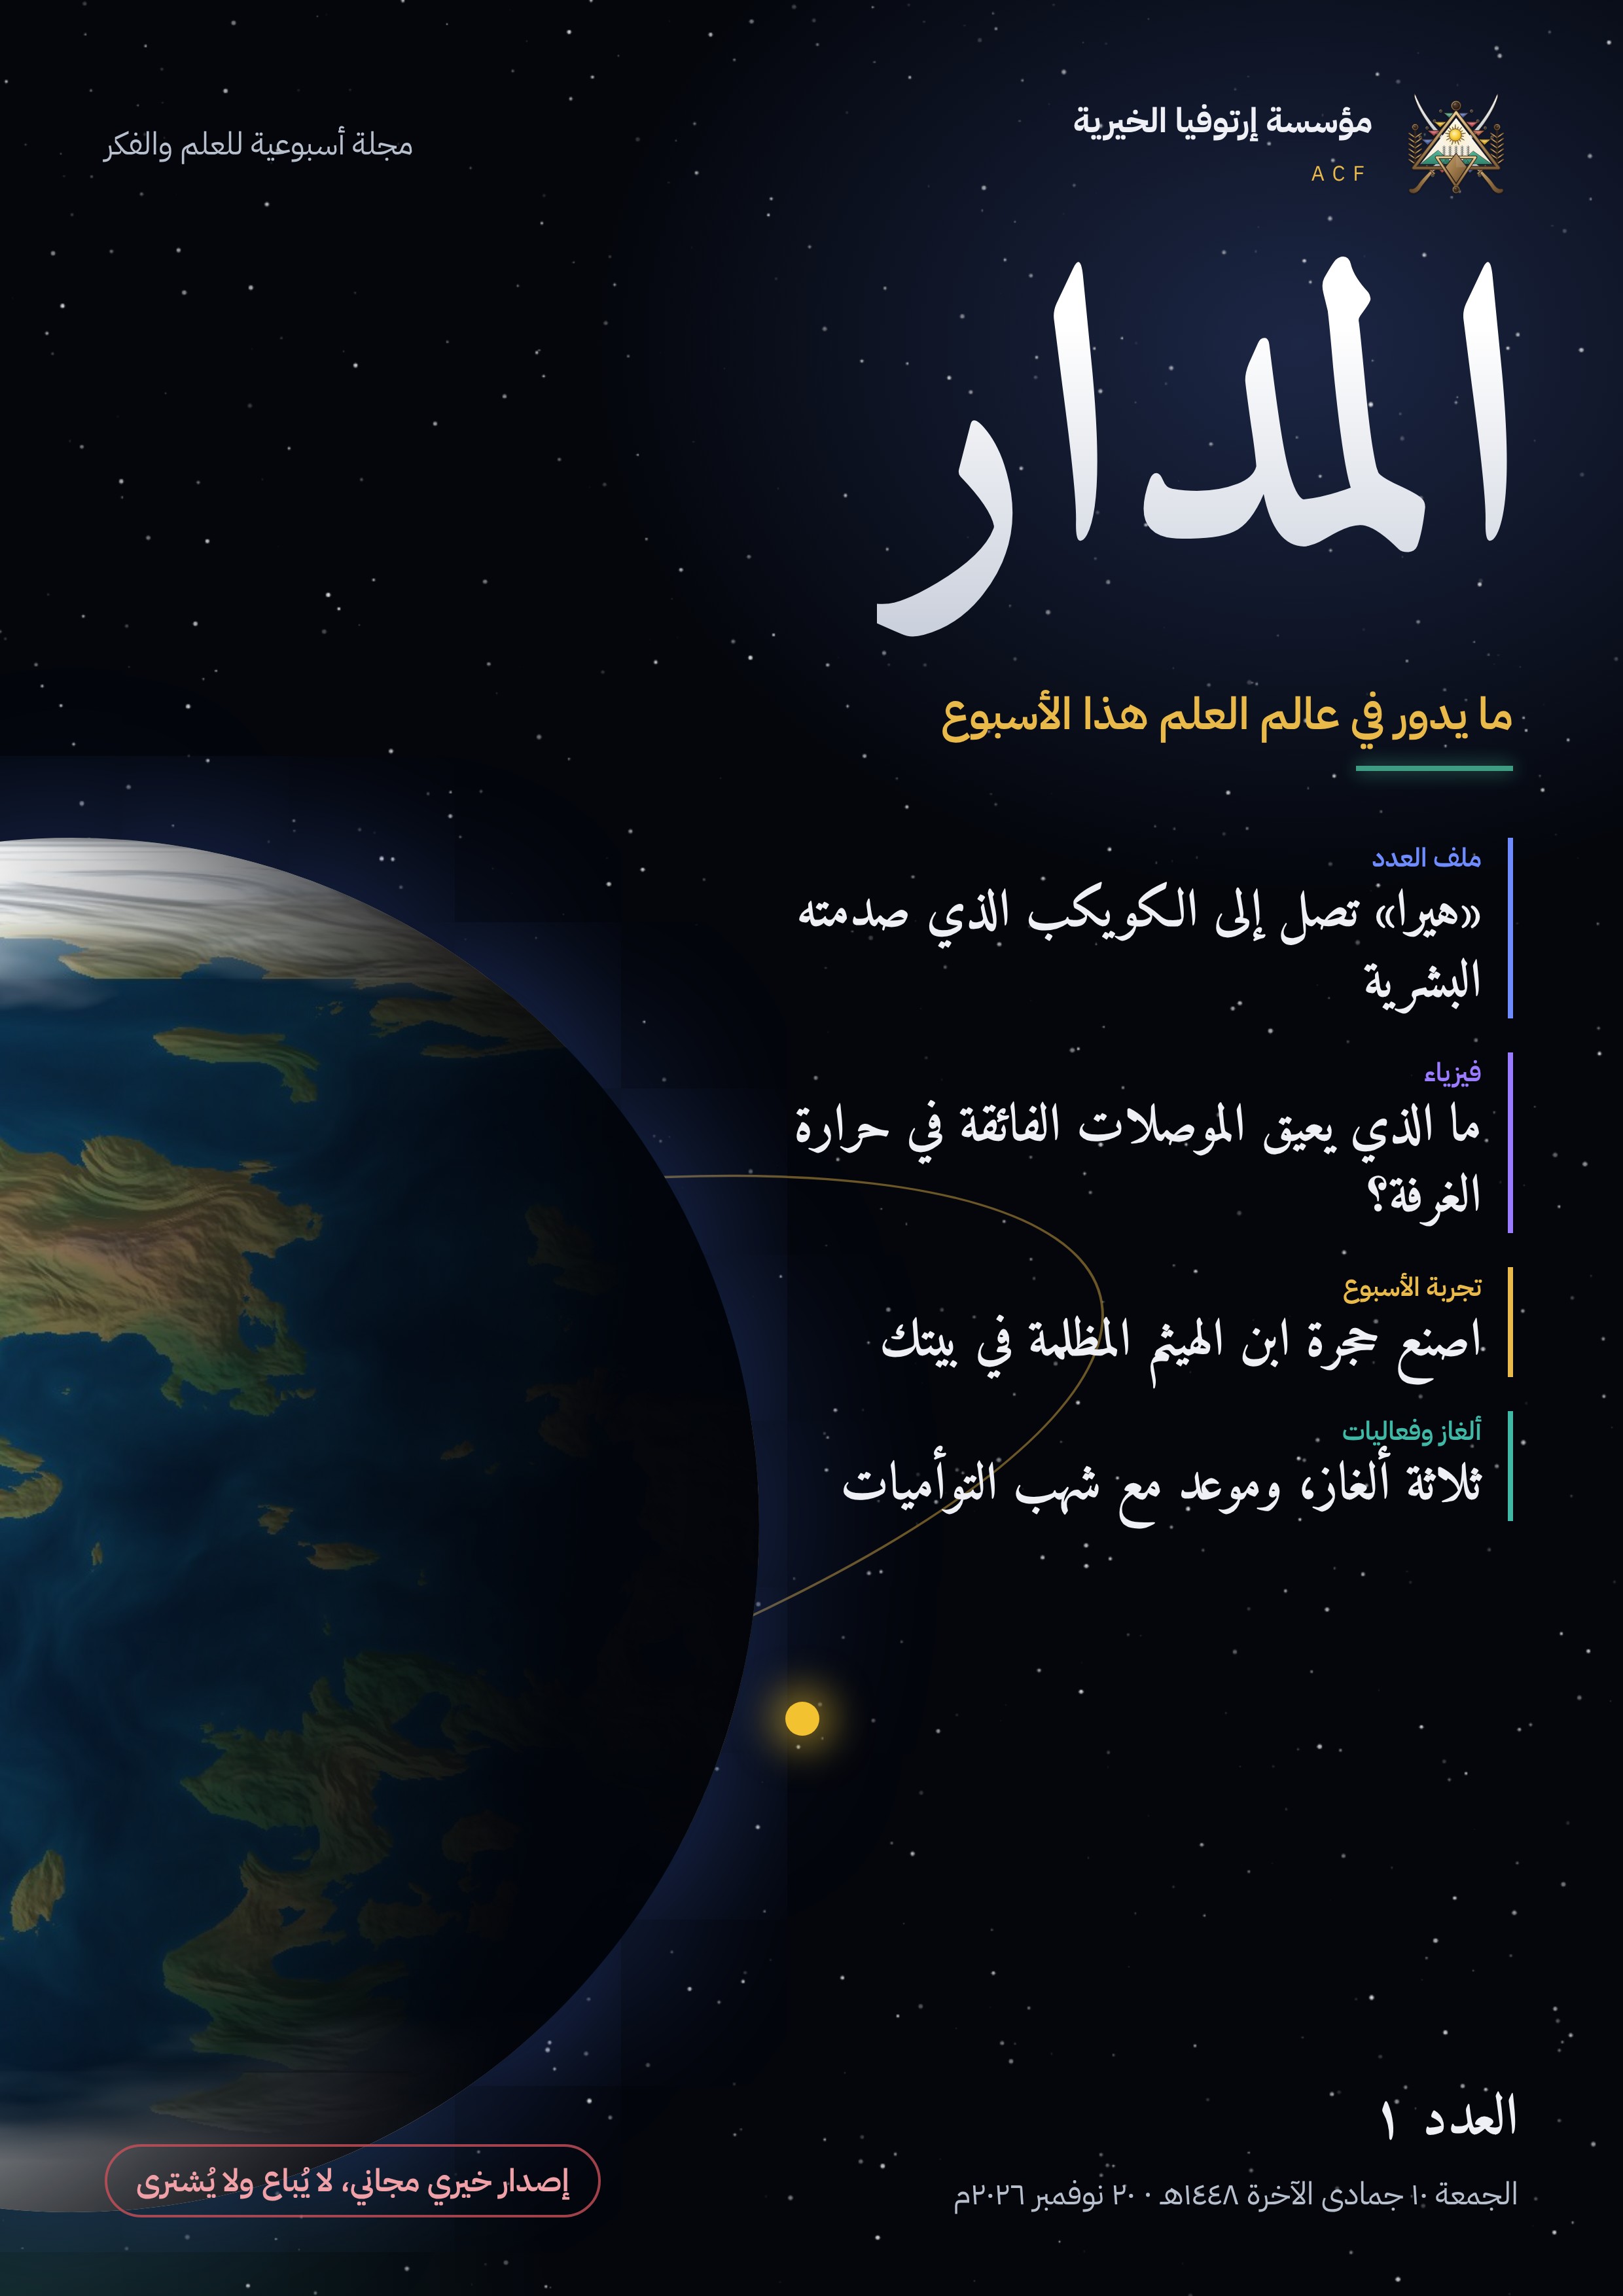 مؤسسة إرتوفيا الخيرية
ACF
مجلة أسبوعية للعلم والفكر
المدار
ما يدور في عالم العلم هذا الأسبوع
ملف العدد
«هيرا» تصل إلى الكويكب الذي صدمته
البشرية
فيزياء
ما الذي يعيق الموصلات الفائقة في حرارة
الغرفة؟
تجربة الأسبوع
اصنع حجرة ابن الهيثم المظلمة في بيتك
ألغاز وفعاليات
ثلاثة ألغاز، وموعد مع شهب التوأميات
العدد ١
الجمعة ١٠ جمادى الآخرة ١٤٤٨هـ · ٢٠ نوفمبر ٢٠٢٦م
إصدار خيري مجاني، لا يُباع ولا يُشترى